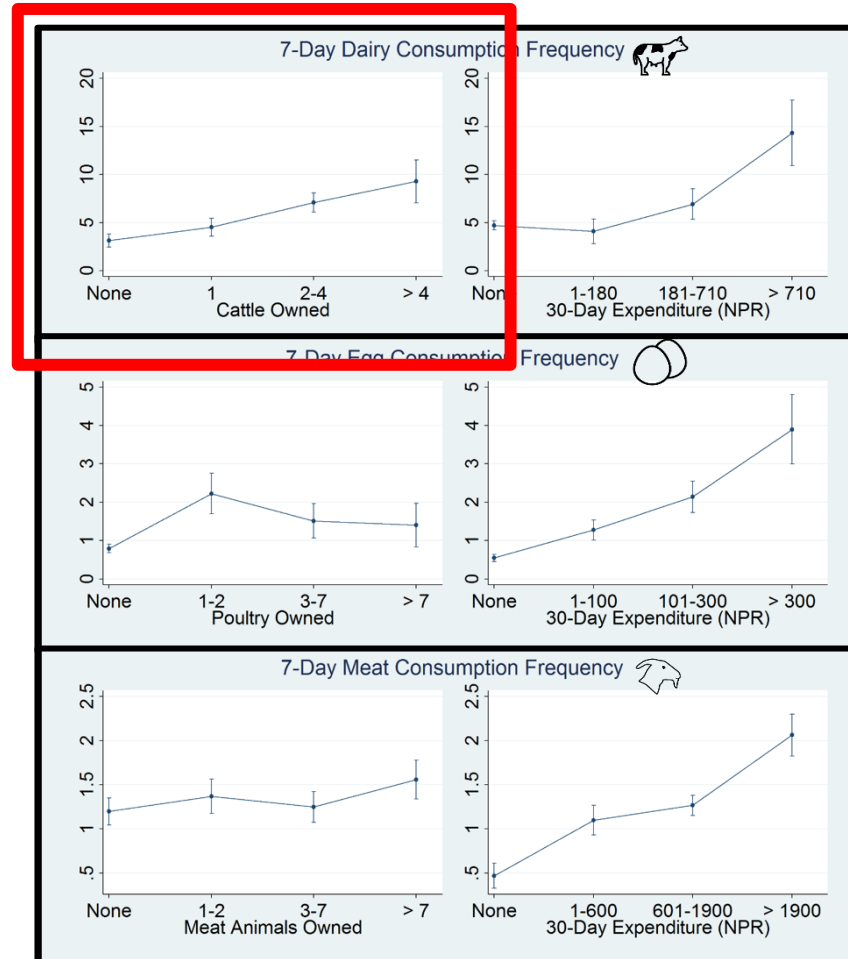 7-Day Dairy Consumption Frequency
20 15 10 5 0
None 1 2-4 > 4
Cattle Owned
20 15 10 5 0
Non 1-180 181-710 > 710
30-Day Expenditure (NPR)
7-Day Egg Consumption Frequency
5 4 3 2 1 0
None 1-2 3-7 > 7
Poultry Owned
5 4 3 2 1 0
None 1-100 101-300 > 300
30-Day Expenditure (NPR)
7-Day Meat Consumption Frequency
2.5 2 1.5 1 .5
None 1-2 3-7 > 7
Meat Animals Owned
2.5 2 1.5 1 .5
None 1-600 601-1900 > 1900
30-Day Expenditure (NPR)